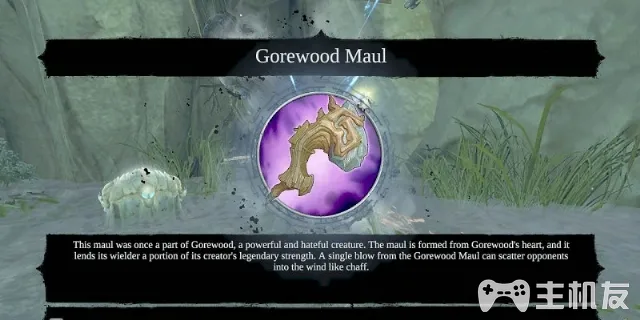 Gorewood Maul
This maul was once a part of Gorewood, a powerful and hateful creature. The maul is formed from Gorewood's heart, and it
lends its wielder a portion of its creator's legendary strength. A single blow from the Gorewood Maul can scatter opponents
into the wind like chaff.
主机友